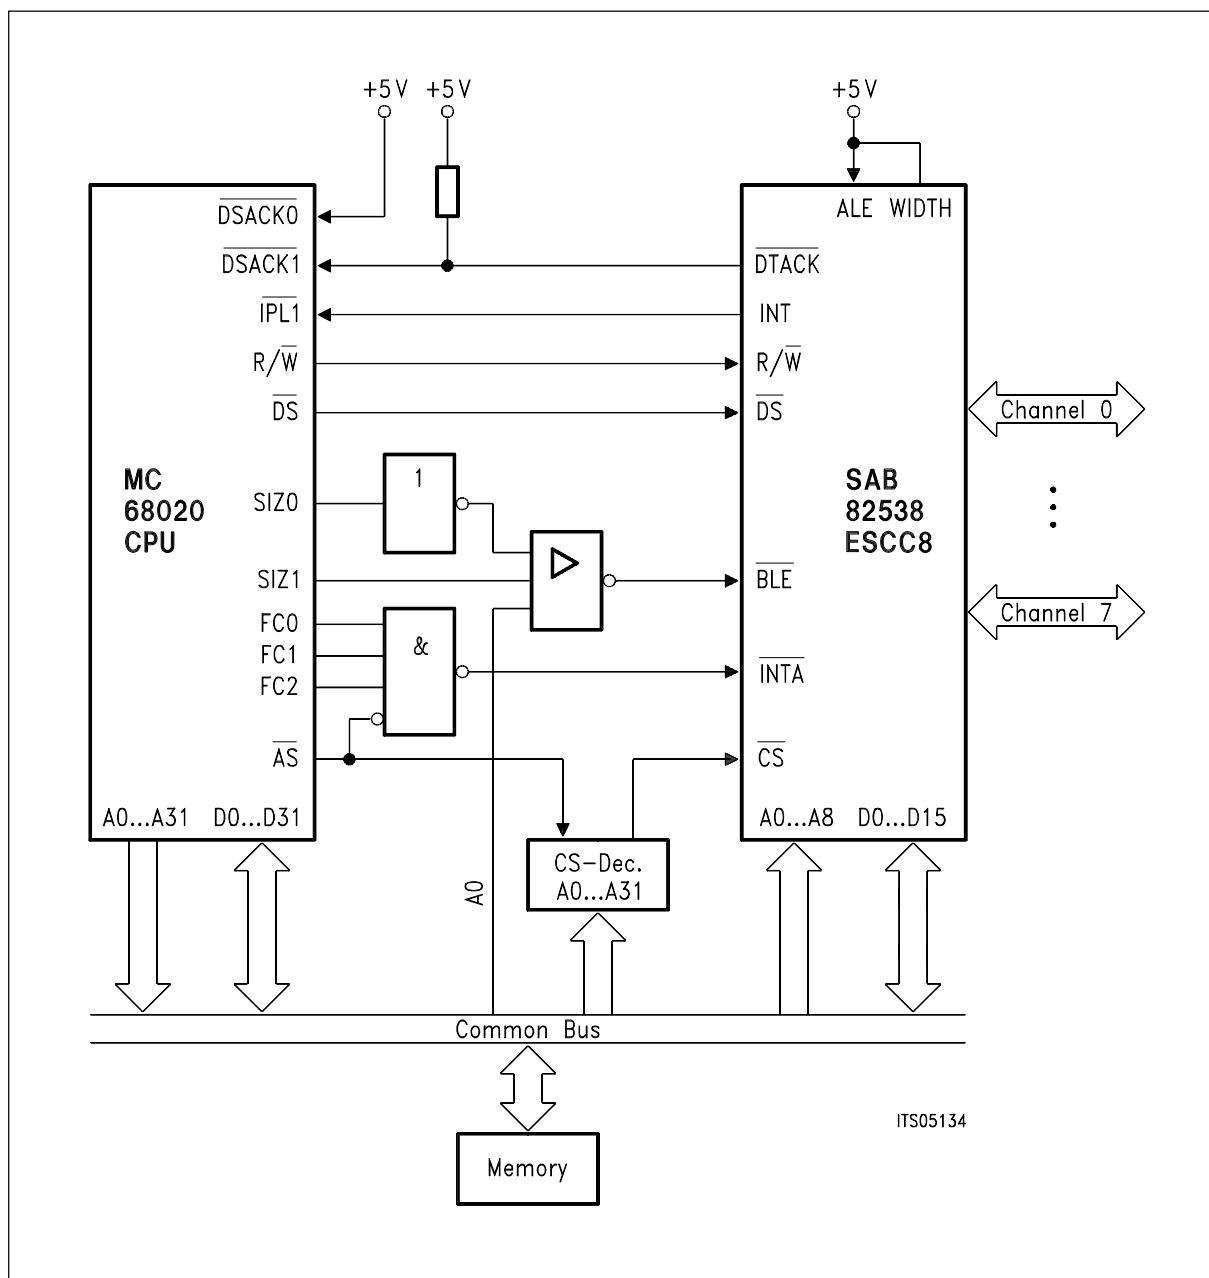 +5V +5V +5V
ALE WIDTH
DSACK0
DSACK1
IPL1
R/W
DS
MC
68020
CPU
SIZ0
SIZ1
FC0
FC1
FC2
AS
A0...A31 D0...D31
1
&
DTACK
INT
R/W
DS
SAB
82538
ESCC8
BLE
INTA
CS
A0...A8 D0...D15
Channel 0
Channel 7
CS-Dec.
A0...A31
A0
Common Bus
Memory
ITS05134